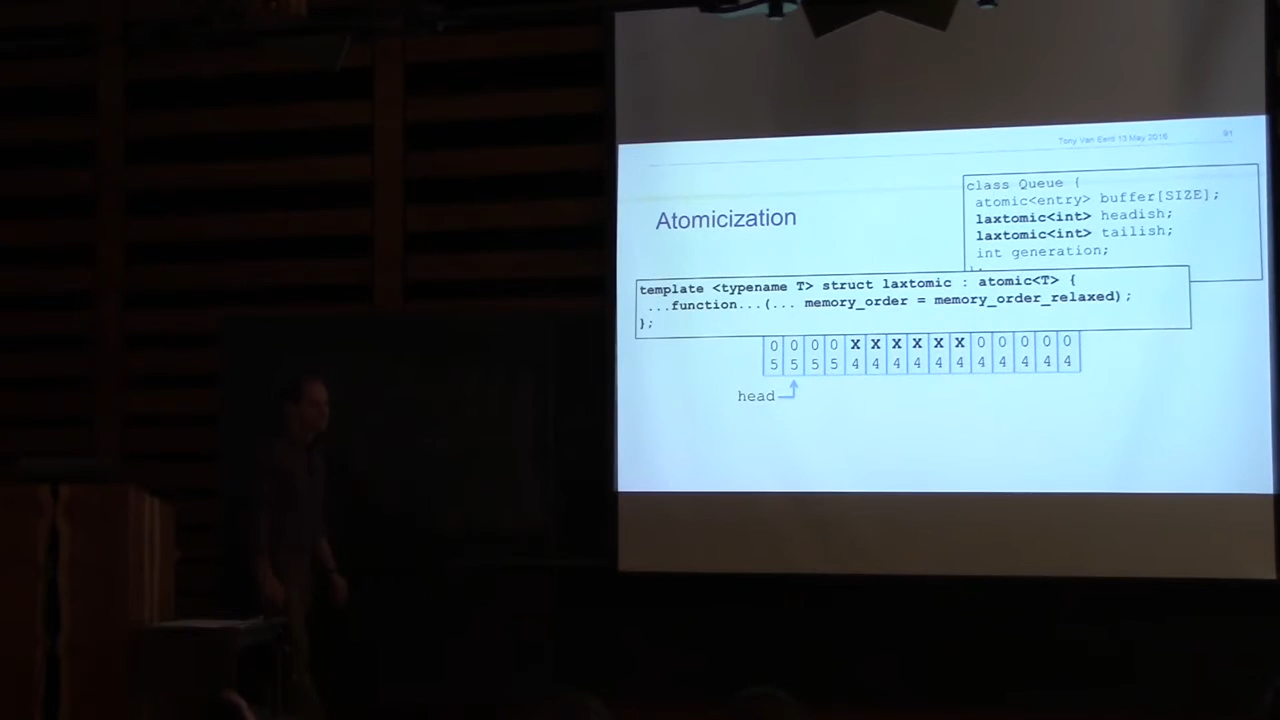 Tony Van Eerd 13 May 2016 91
Atomicization
class Queue {
atomic<entry> buffer[SIZE];
laxtomic<int> headish;
laxtomic<int> tailish;
int generation;
template <typename T> struct laxtomic : atomic<T> {
...function...(... memory_order = memory_order_relaxed);
};
0 0 0 0 X X X X X X 0 0 0 0 0
5 5 5 5 4 4 4 4 4 4 4 4 4 4 4
head